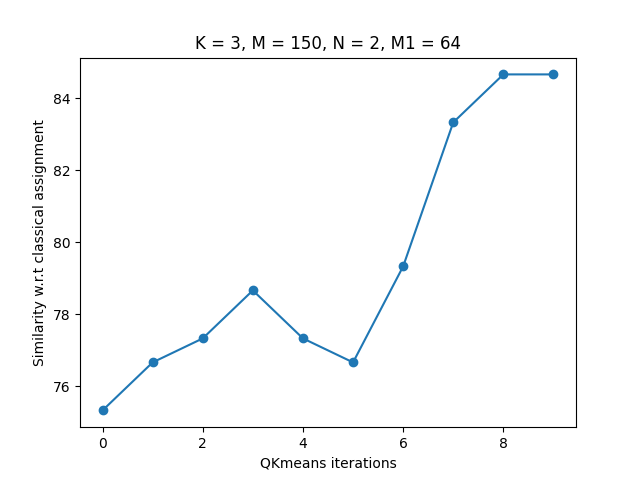 K = 3, M = 150, N = 2, M1 = 64
Similarity w.r.t classical assignment
84
82
80
78
76
0 2 4 6 8
QKmeans iterations